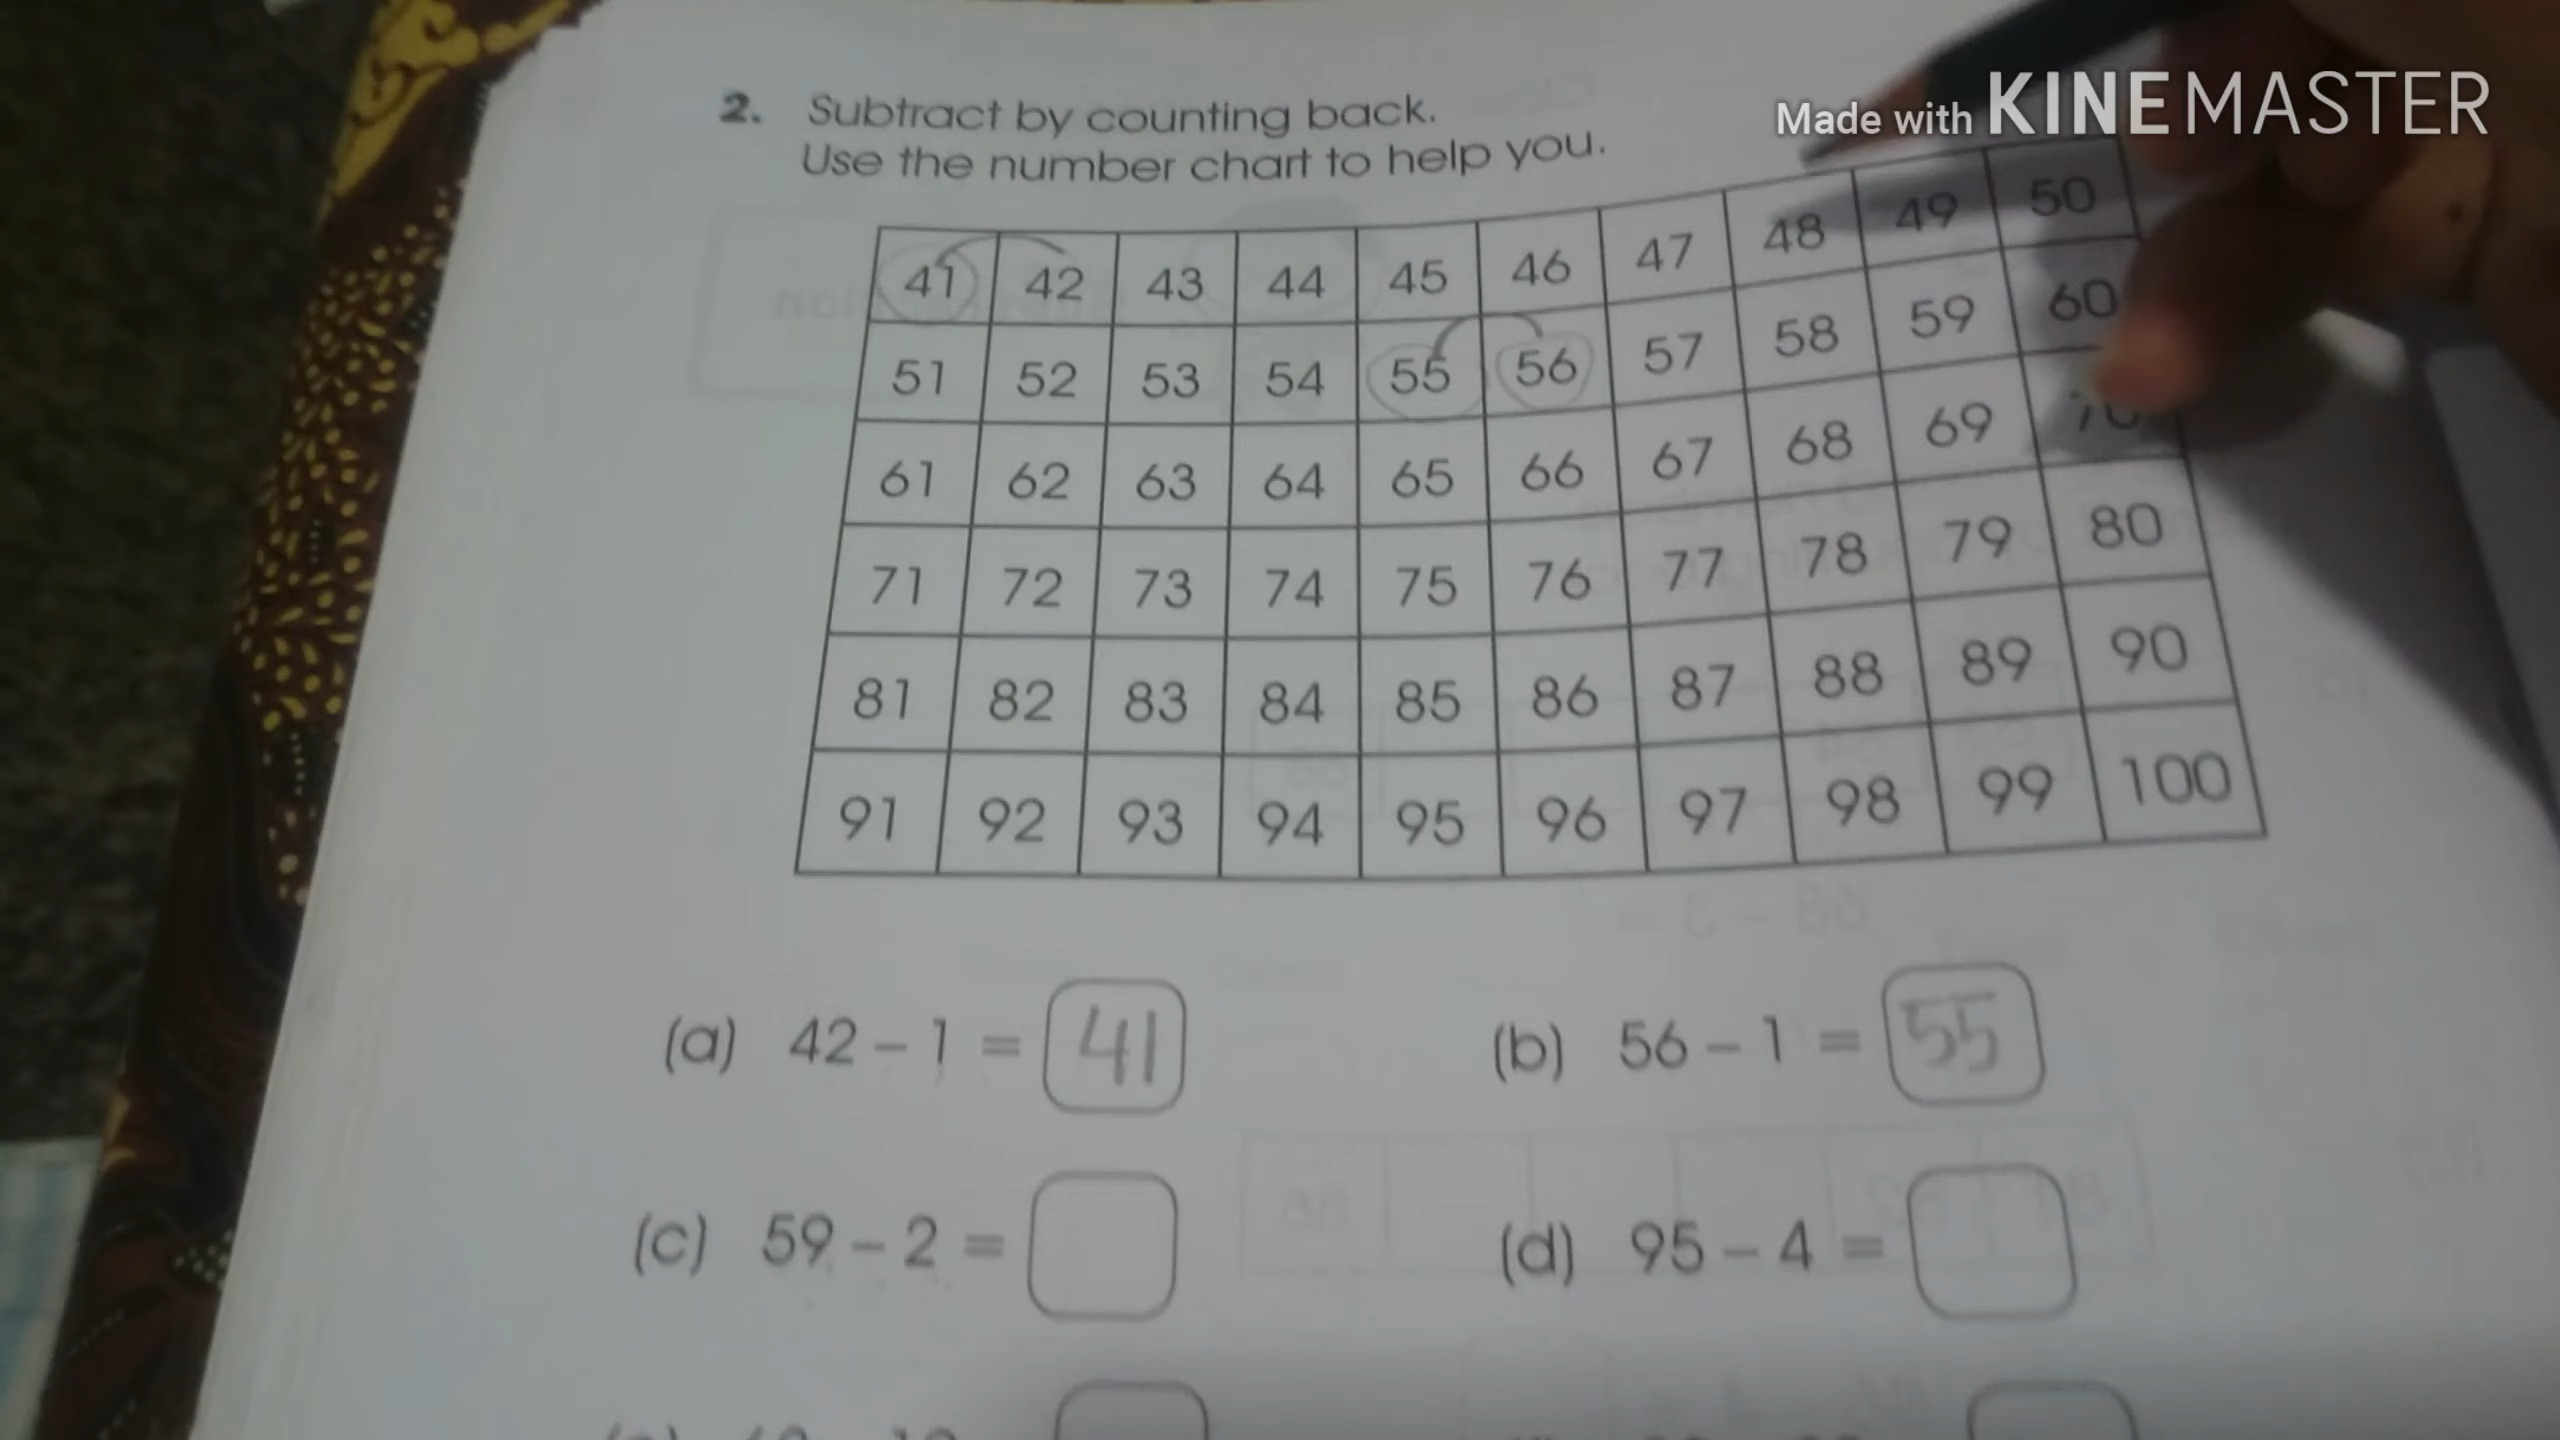 Made with KINEMASTER
2. Subtract by counting back.
Use the number chart to help you.
41 42 43 44 45 46 47 48 49 50
51 52 53 54 55 56 57 58 59 60
61 62 63 64 65 66 67 68 69 70
71 72 73 74 75 76 77 78 79 80
81 82 83 84 85 86 87 88 89 90
91 92 93 94 95 96 97 98 99 100
(a) 42 – 1 = 41
(b) 56 – 1 = 55
(c) 59 – 2 =
(d) 95 – 4 =